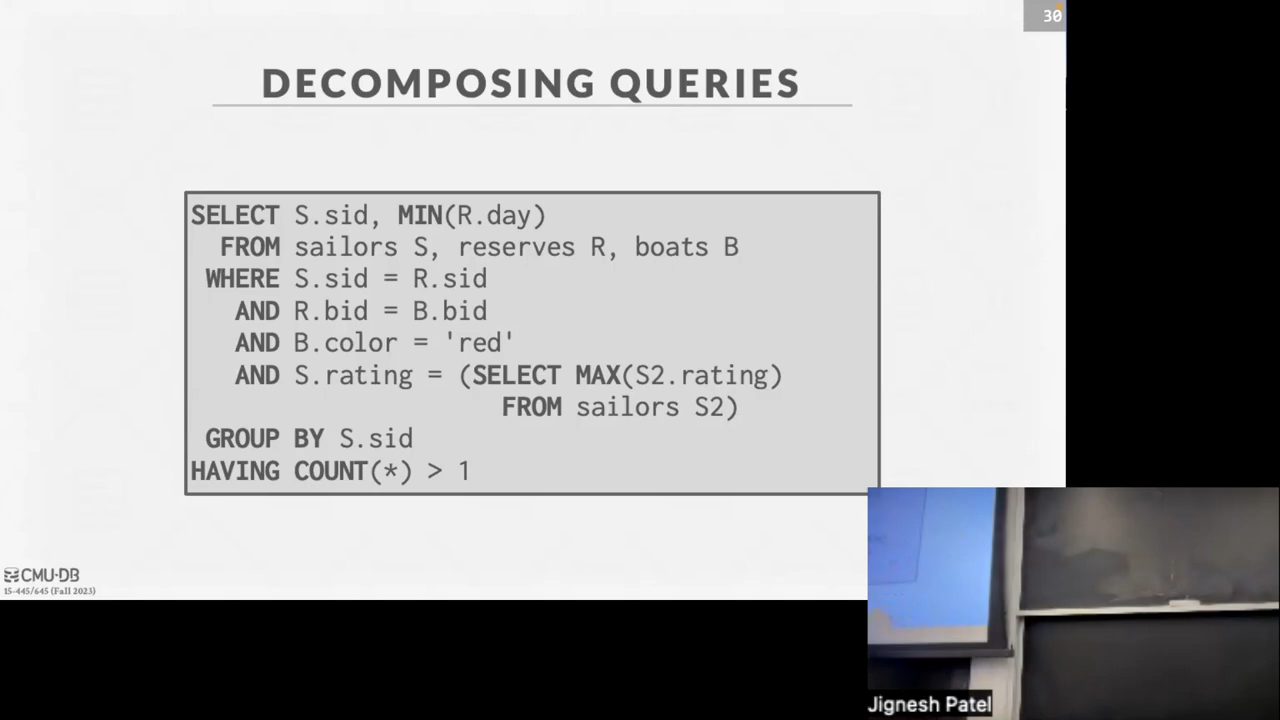 30
DECOMPOSING QUERIES
SELECT S.sid, MIN(R.day)
FROM sailors S, reserves R, boats B
WHERE S.sid = R.sid
AND R.bid = B.bid
AND B.color = 'red'
AND S.rating = (SELECT MAX(S2.rating)
FROM sailors S2)
GROUP BY S.sid
HAVING COUNT(*) > 1
CMU·DB
15-445/645 (Fall 2023)
Jignesh Patel